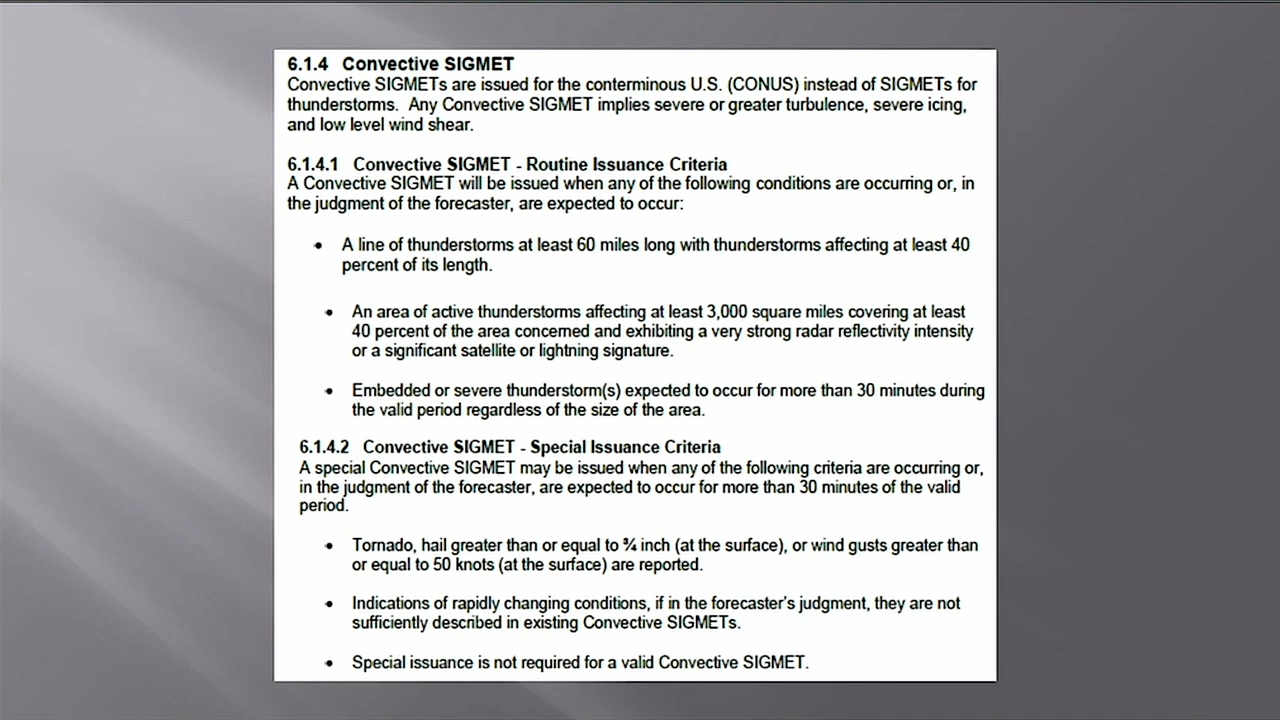 6.1.4 Convective SIGMET
Convective SIGMETs are issued for the conterminous U.S. (CONUS) instead of SIGMETs for
thunderstorms. Any Convective SIGMET implies severe or greater turbulence, severe icing,
and low level wind shear.
6.1.4.1 Convective SIGMET - Routine Issuance Criteria
A Convective SIGMET will be issued when any of the following conditions are occurring or, in
the judgment of the forecaster, are expected to occur:
• A line of thunderstorms at least 60 miles long with thunderstorms affecting at least 40
percent of its length.
• An area of active thunderstorms affecting at least 3,000 square miles covering at least
40 percent of the area concerned and exhibiting a very strong radar reflectivity intensity
or a significant satellite or lightning signature.
• Embedded or severe thunderstorm(s) expected to occur for more than 30 minutes during
the valid period regardless of the size of the area.
6.1.4.2 Convective SIGMET - Special Issuance Criteria
A special Convective SIGMET may be issued when any of the following criteria are occurring or,
in the judgment of the forecaster, are expected to occur for more than 30 minutes of the valid
period.
• Tornado, hail greater than or equal to ¾ inch (at the surface), or wind gusts greater than
or equal to 50 knots (at the surface) are reported.
• Indications of rapidly changing conditions, if in the forecaster's judgment, they are not
sufficiently described in existing Convective SIGMETs.
• Special issuance is not required for a valid Convective SIGMET.